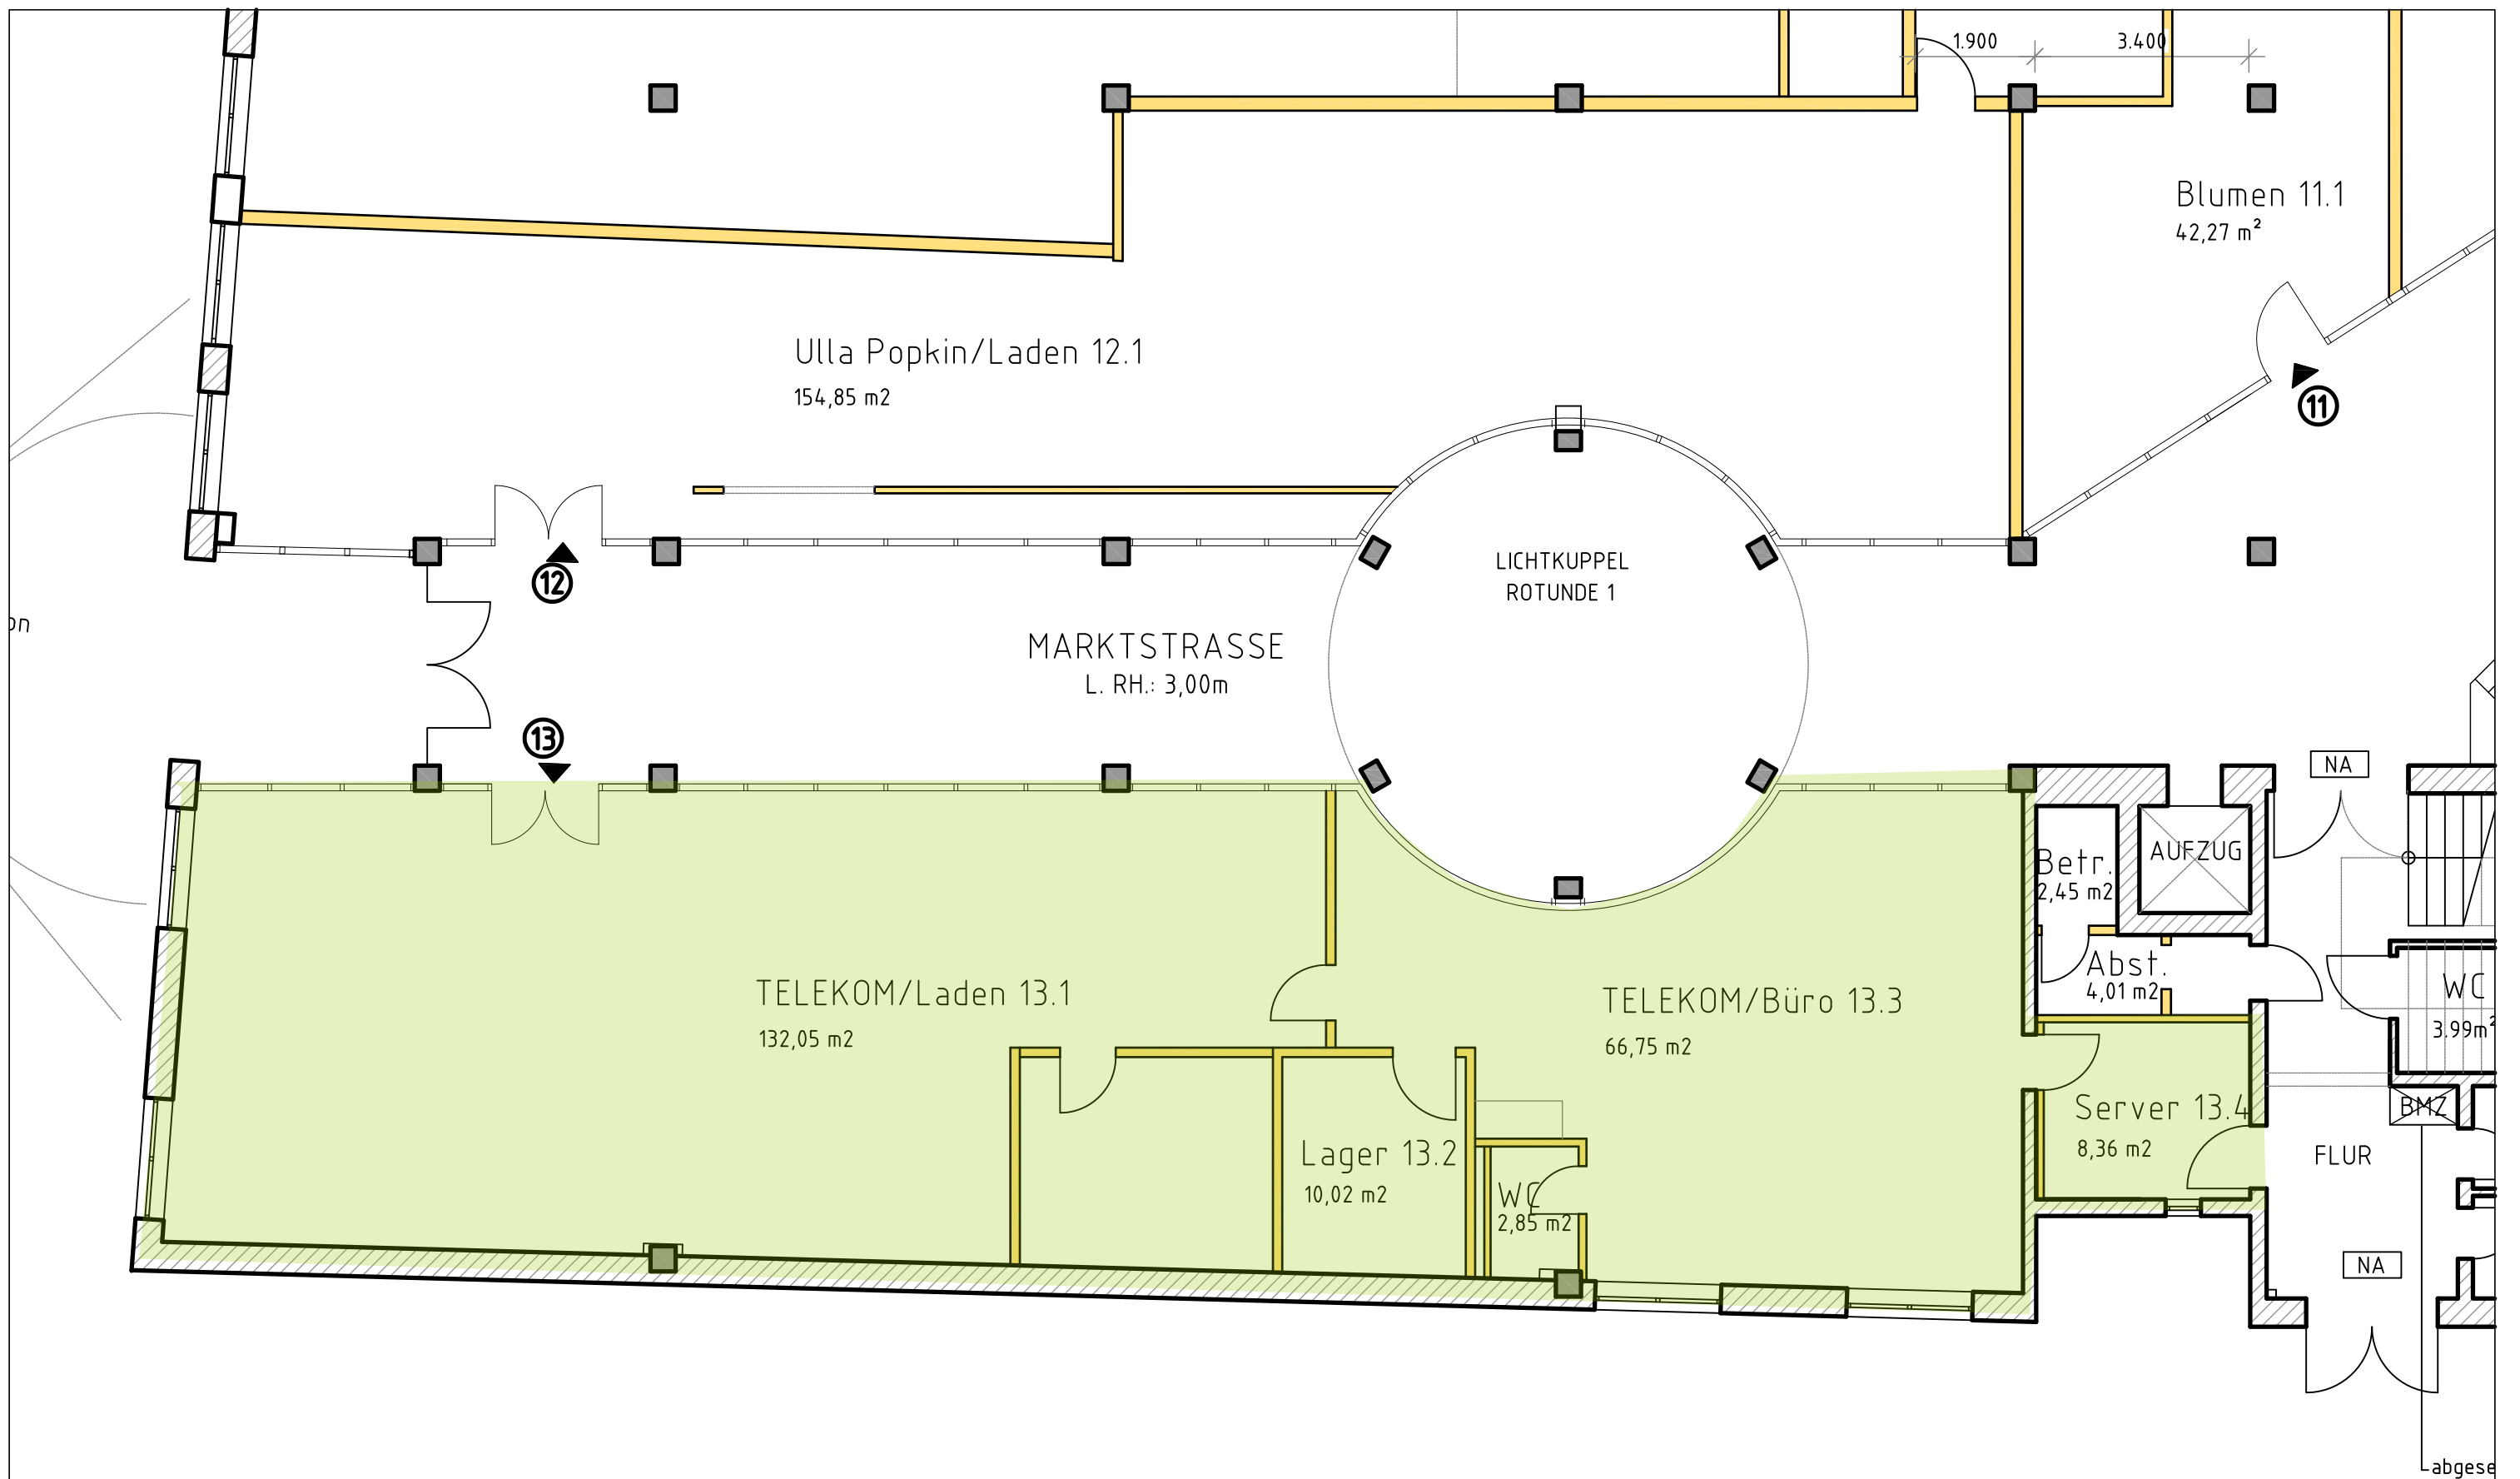 1.900
3.400
Blumen 11.1
42,27 m²
Ulla Popkin/Laden 12.1
154,85 m2
11
12
LICHTKUPPEL
ROTUNDE 1
on
MARKTSTRASSE
L. RH.: 3,00m
13
NA
AUFZUG
Betr.
2,45 m2
Abst.
4,01 m2
WC
3.99m²
TELEKOM/Laden 13.1
132,05 m2
TELEKOM/Büro 13.3
66,75 m2
Server 13.4
8,36 m2
BMZ
FLUR
Lager 13.2
10,02 m2
WC
2,85 m2
NA
abgese